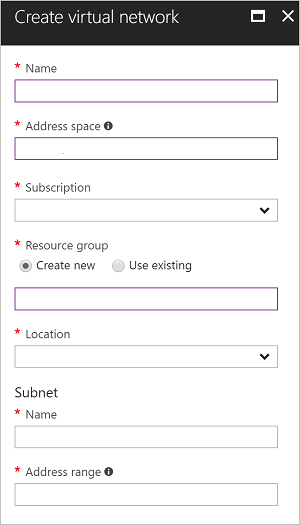 Create virtual network
* Name
* Address space
* Subscription
* Resource group
Create new Use existing
* Location
Subnet
* Name
* Address range